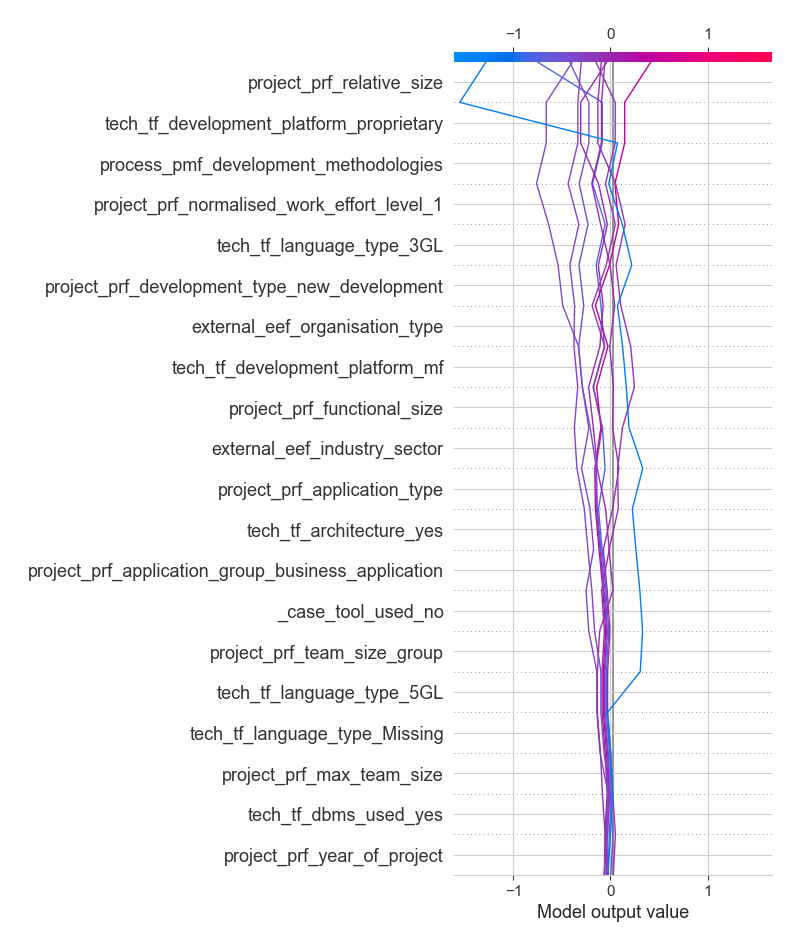 −1 0 1
project_prf_relative_size
tech_tf_development_platform_proprietary
process_pmf_development_methodologies
project_prf_normalised_work_effort_level_1
tech_tf_language_type_3GL
project_prf_development_type_new_development
external_eef_organisation_type
tech_tf_development_platform_mf
project_prf_functional_size
external_eef_industry_sector
project_prf_application_type
tech_tf_architecture_yes
project_prf_application_group_business_application
_case_tool_used_no
project_prf_team_size_group
tech_tf_language_type_5GL
tech_tf_language_type_Missing
project_prf_max_team_size
tech_tf_dbms_used_yes
project_prf_year_of_project
−1 0 1
Model output value